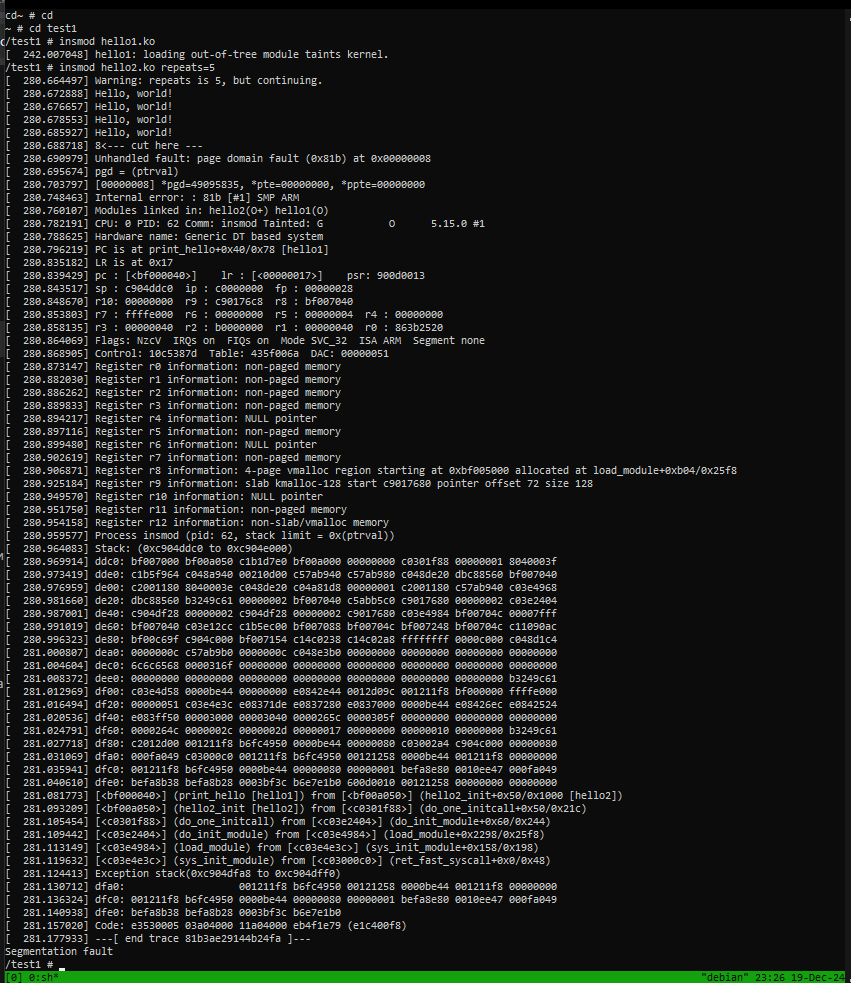 cd~ # cd
~ # cd test1
/test1 # insmod hello1.ko
[  242.007048] hello1: loading out-of-tree module taints kernel.
/test1 # insmod hello2.ko repeats=5
[  280.664497] Warning: repeats is 5, but continuing.
[  280.672888] Hello, world!
[  280.676657] Hello, world!
[  280.678553] Hello, world!
[  280.685927] Hello, world!
[  280.688718] 8<--- cut here ---
[  280.690979] Unhandled fault: page domain fault (0x81b) at 0x00000008
[  280.695674] pgd = (ptrval)
[  280.703797] [00000008] *pgd=49095835, *pte=00000000, *ppte=00000000
[  280.748463] Internal error: : 81b [#1] SMP ARM
[  280.760107] Modules linked in: hello2(O+) hello1(O)
[  280.782191] CPU: 0 PID: 62 Comm: insmod Tainted: G           O      5.15.0 #1
[  280.788625] Hardware name: Generic DT based system
[  280.796219] PC is at print_hello+0x40/0x78 [hello1]
[  280.835182] LR is at 0x17
[  280.839429] pc : [<bf000040>]    lr : [<00000017>]    psr: 900d0013
[  280.843517] sp : c904ddc0  ip : c0000000  fp : 00000028
[  280.848670] r10: 00000000  r9 : c90176c8  r8 : bf007040
[  280.853803] r7 : ffffe000  r6 : 00000000  r5 : 00000004  r4 : 00000000
[  280.858135] r3 : 00000040  r2 : b0000000  r1 : 00000040  r0 : 863b2520
[  280.864069] Flags: NzcV  IRQs on  FIQs on  Mode SVC_32  ISA ARM  Segment none
[  280.868905] Control: 10c5387d  Table: 435f006a  DAC: 00000051
[  280.873147] Register r0 information: non-paged memory
[  280.882030] Register r1 information: non-paged memory
[  280.886262] Register r2 information: non-paged memory
[  280.889833] Register r3 information: non-paged memory
[  280.894217] Register r4 information: NULL pointer
[  280.897116] Register r5 information: non-paged memory
[  280.899480] Register r6 information: NULL pointer
[  280.902619] Register r7 information: non-paged memory
[  280.906871] Register r8 information: 4-page vmalloc region starting at 0xbf005000 allocated at load_module+0xb04/0x25f8
[  280.925184] Register r9 information: slab kmalloc-128 start c9017680 pointer offset 72 size 128
[  280.949570] Register r10 information: NULL pointer
[  280.951750] Register r11 information: non-paged memory
[  280.954158] Register r12 information: non-slab/vmalloc memory
[  280.959577] Process insmod (pid: 62, stack limit = 0x(ptrval))
[  280.964083] Stack: (0xc904ddc0 to 0xc904e000)
[  280.969914] ddc0: bf007000 bf00a050 c1b1d7e0 bf00a000 00000000 c0301f88 00000001 8040003f
[  280.973419] dde0: c1b5f964 c048a940 00210d00 c57ab940 c57ab980 c048de20 dbc88560 bf007040
[  280.976959] de00: c2001180 8040003e c048de20 c04a81d8 00000001 c2001180 c57ab940 c03e4968
[  280.981660] de20: dbc88560 b3249c61 00000002 bf007040 c5abb5c0 c9017680 00000002 c03e2404
[  280.987001] de40: c904df28 00000002 c904df28 00000002 c9017680 c03e4984 bf00704c 00007fff
[  280.991019] de60: bf007040 c03e12cc c1b5ec00 bf007088 bf00704c bf007248 bf00704c c11090ac
[  280.996323] de80: bf00c69f c904c000 bf007154 c14c0238 c14c02a8 ffffffff 0000c000 c048d1c4
[  281.000807] dea0: 0000000c c57ab9b0 0000000c c048e3b0 00000000 00000000 00000000 00000000
[  281.004604] dec0: 6c6c6568 0000316f 00000000 00000000 00000000 00000000 00000000 00000000
[  281.008372] dee0: 00000000 00000000 00000000 00000000 00000000 00000000 00000000 b3249c61
[  281.012969] df00: c03e4d58 0000be44 00000000 e0842e44 0012d09c 001211f8 bf000000 ffffe000
[  281.016494] df20: 00000051 c03e4e3c e08371de e0837280 e0837000 0000be44 e08426ec e0842524
[  281.020536] df40: e083ff50 00003000 00003040 0000265c 0000305f 00000000 00000000 00000000
[  281.024791] df60: 0000264c 0000002c 0000002d 00000017 00000000 00000010 00000000 b3249c61
[  281.027718] df80: c2012d00 001211f8 b6fc4950 0000be44 00000080 c03002a4 c904c000 00000080
[  281.031069] dfa0: 000fa049 c03000c0 001211f8 b6fc4950 00121258 0000be44 001211f8 00000000
[  281.035941] dfc0: 001211f8 b6fc4950 0000be44 00000080 00000001 befa8e80 0010ee47 000fa049
[  281.040610] dfe0: befa8b38 befa8b28 0003bf3c b6e7e1b0 600d0010 00121258 00000000 00000000
[  281.081773] [<bf000040>] (print_hello [hello1]) from [<bf00a050>] (hello2_init+0x50/0x1000 [hello2])
[  281.093209] [<bf00a050>] (hello2_init [hello2]) from [<c0301f88>] (do_one_initcall+0x50/0x21c)
[  281.105454] [<c0301f88>] (do_one_initcall) from [<c03e2404>] (do_init_module+0x60/0x244)
[  281.109442] [<c03e2404>] (do_init_module) from [<c03e4984>] (load_module+0x2298/0x25f8)
[  281.113149] [<c03e4984>] (load_module) from [<c03e4e3c>] (sys_init_module+0x158/0x198)
[  281.119632] [<c03e4e3c>] (sys_init_module) from [<c03000c0>] (ret_fast_syscall+0x0/0x48)
[  281.124413] Exception stack(0xc904dfa8 to 0xc904dff0)
[  281.130712] dfa0:                   001211f8 b6fc4950 00121258 0000be44 001211f8 00000000
[  281.136324] dfc0: 001211f8 b6fc4950 0000be44 00000080 00000001 befa8e80 0010ee47 000fa049
[  281.140938] dfe0: befa8b38 befa8b28 0003bf3c b6e7e1b0
[  281.157020] Code: e3530005 03a04000 11a04000 eb4f1e79 (e1c400f8)
[  281.177933] ---[ end trace 81b3ae29144b24fa ]---
Segmentation fault
/test1 #
[0] 0:sh* "debian" 23:26 19-Dec-24